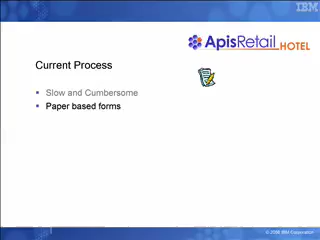 IBM
ApisRetail HOTEL
Current Process
Slow and Cumbersome
Paper based forms
© 2006 IBM Corporation